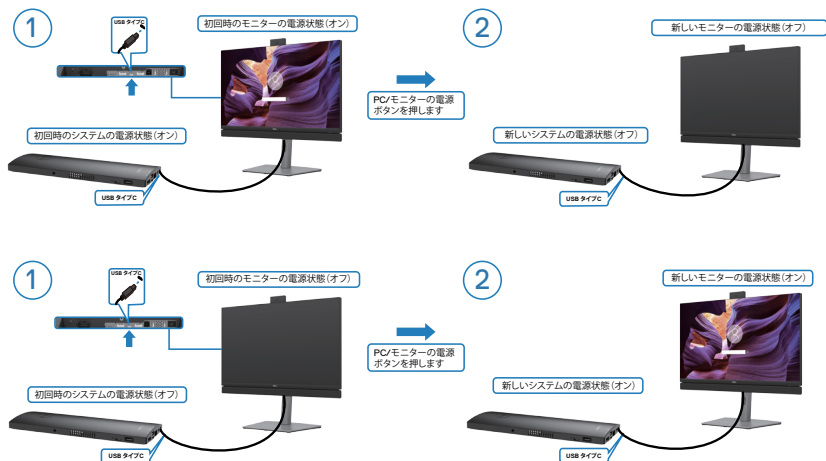 1
USB タイプC
初回時のモニターの電源状態(オン)
初回時のシステムの電源状態(オン)
USB タイプC
PC/モニターの電源
ボタンを押します
2
新しいモニターの電源状態(オフ)
新しいシステムの電源状態(オフ)
USB タイプC
1
USB タイプC
初回時のモニターの電源状態(オフ)
初回時のシステムの電源状態(オフ)
USB タイプC
PC/モニターの電源
ボタンを押します
2
新しいモニターの電源状態(オン)
新しいシステムの電源状態(オン)
USB タイプC